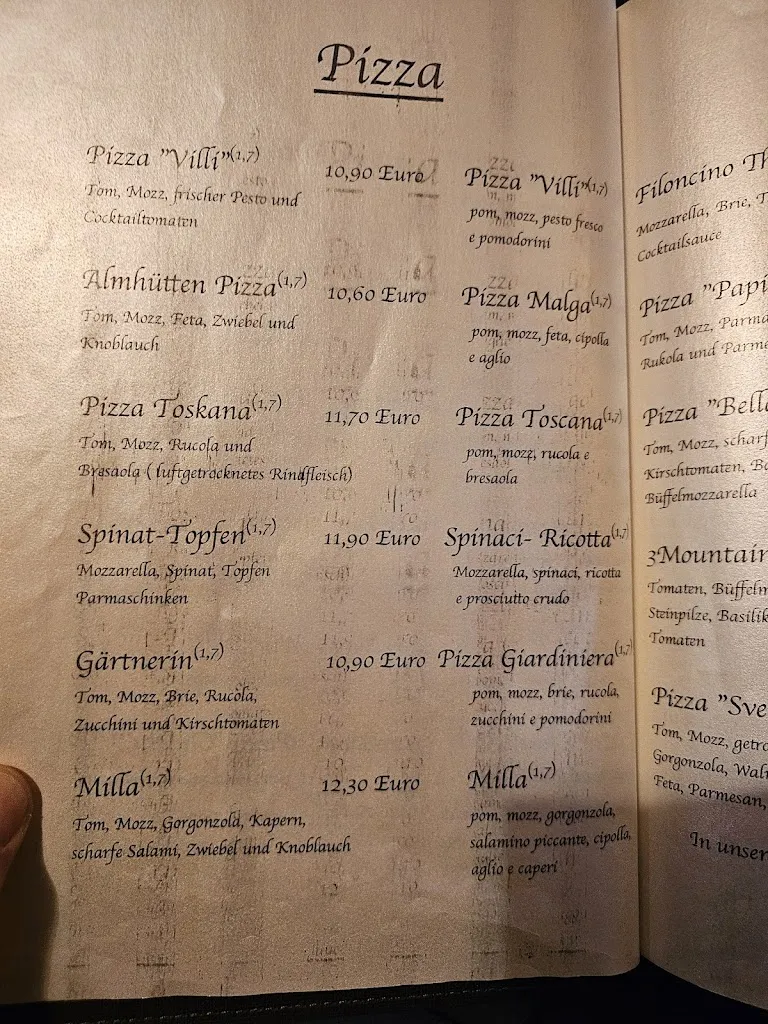 Pizza
Pizza "Villi"(1,7)
10,90 Euro
Tom, Mozz, frischer Pesto und
Cocktailtomaten
Pizza "Villi"(1,7)
pom, mozz, pesto fresco
e pomodorini
Almhütten Pizza(1,7)
10,60 Euro
Tom, Mozz, Feta, Zwiebel und
Knoblauch
Pizza Malga(1,7)
pom, mozz, feta, cipolla
e aglio
Pizza Toskana(1,7)
11,70 Euro
Tom, Mozz, Rucola und
Bresaola ( luftgetrocknetes Rindfleisch)
Pizza Toscana(1,7)
pom, mozz, rucola e
bresaola
Spinat-Topfen(1,7)
11,90 Euro
Mozzarella, Spinat, Topfen
Parmaschinken
Spinaci- Ricotta(1,7)
Mozzarella, spinaci, ricotta
e prosciutto crudo
Gärtnerin(1,7)
10,90 Euro
Tom, Mozz, Brie, Rucola,
Zucchini und Kirschtomaten
Pizza Giardiniera(1,7)
pom, mozz, brie, rucola,
zucchini e pomodorini
Milla(1,7)
12,30 Euro
Tom, Mozz, Gorgonzola, Kapern,
scharfe Salami, Zwiebel und Knoblauch
Milla(1,7)
pom, mozz, gorgonzola,
salamino piccante, cipolla,
aglio e caperi
Filoncino
Mozzarella, Brie,
Cocktailsauce
Pizza
Tom, Mozz,
Rukola und
Pizza
Tom, Mozz,
Kirschtomaten,
Büffelmozzarella
3Mountain
Tomaten,
Steinpilze,
Tomaten
Pizza
Tom, Mozz,
Gorgonzola,
Feta, Parmesan,
In